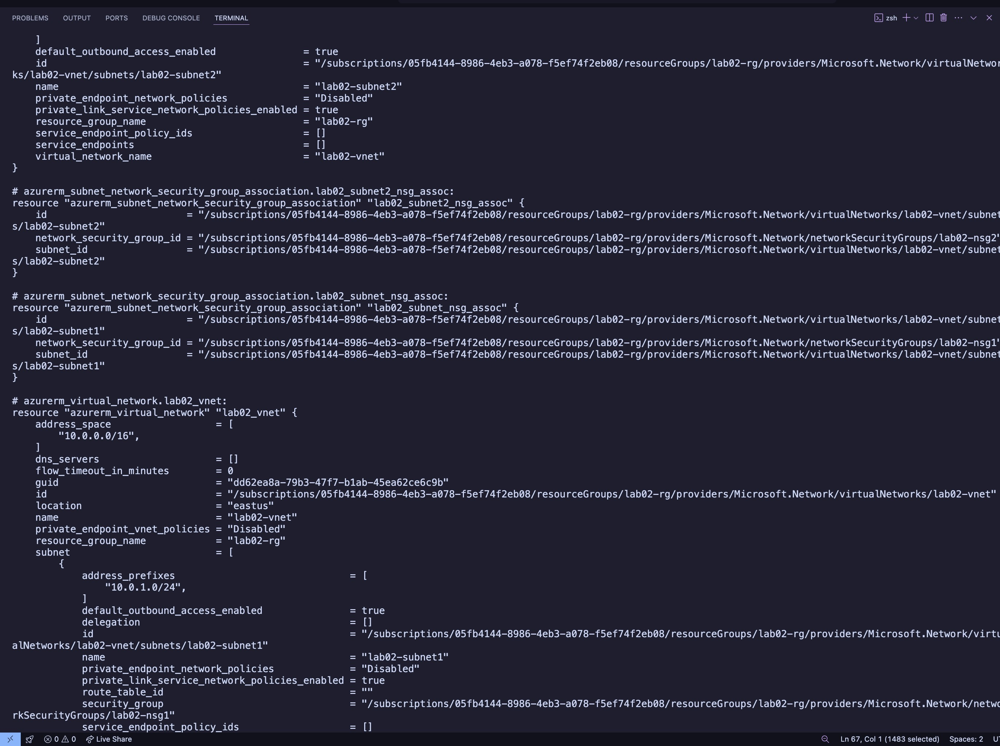 PROBLEMS OUTPUT PORTS DEBUG CONSOLE TERMINAL zsh
    ]
    default_outbound_access_enabled               = true
    id                                            = "/subscriptions/05fb4144-8986-4eb3-a078-f5ef74f2eb08/resourceGroups/lab02-rg/providers/Microsoft.Network/virtualNetwor
ks/lab02-vnet/subnets/lab02-subnet2"
    name                                          = "lab02-subnet2"
    private_endpoint_network_policies             = "Disabled"
    private_link_service_network_policies_enabled = true
    resource_group_name                           = "lab02-rg"
    service_endpoint_policy_ids                   = []
    service_endpoints                             = []
    virtual_network_name                          = "lab02-vnet"
}
# azurerm_subnet_network_security_group_association.lab02_subnet2_nsg_assoc:
resource "azurerm_subnet_network_security_group_association" "lab02_subnet2_nsg_assoc" {
    id                        = "/subscriptions/05fb4144-8986-4eb3-a078-f5ef74f2eb08/resourceGroups/lab02-rg/providers/Microsoft.Network/virtualNetworks/lab02-vnet/subnet
s/lab02-subnet2"
    network_security_group_id = "/subscriptions/05fb4144-8986-4eb3-a078-f5ef74f2eb08/resourceGroups/lab02-rg/providers/Microsoft.Network/networkSecurityGroups/lab02-nsg2"
    subnet_id                 = "/subscriptions/05fb4144-8986-4eb3-a078-f5ef74f2eb08/resourceGroups/lab02-rg/providers/Microsoft.Network/virtualNetworks/lab02-vnet/subnet
s/lab02-subnet2"
}
# azurerm_subnet_network_security_group_association.lab02_subnet_nsg_assoc:
resource "azurerm_subnet_network_security_group_association" "lab02_subnet_nsg_assoc" {
    id                        = "/subscriptions/05fb4144-8986-4eb3-a078-f5ef74f2eb08/resourceGroups/lab02-rg/providers/Microsoft.Network/virtualNetworks/lab02-vnet/subnet
s/lab02-subnet1"
    network_security_group_id = "/subscriptions/05fb4144-8986-4eb3-a078-f5ef74f2eb08/resourceGroups/lab02-rg/providers/Microsoft.Network/networkSecurityGroups/lab02-nsg1"
    subnet_id                 = "/subscriptions/05fb4144-8986-4eb3-a078-f5ef74f2eb08/resourceGroups/lab02-rg/providers/Microsoft.Network/virtualNetworks/lab02-vnet/subnet
s/lab02-subnet1"
}
# azurerm_virtual_network.lab02_vnet:
resource "azurerm_virtual_network" "lab02_vnet" {
    address_space                  = [
        "10.0.0.0/16",
    ]
    dns_servers                    = []
    flow_timeout_in_minutes        = 0
    guid                           = "dd62ea8a-79b3-47f7-b1ab-45ea62ce6c9b"
    id                             = "/subscriptions/05fb4144-8986-4eb3-a078-f5ef74f2eb08/resourceGroups/lab02-rg/providers/Microsoft.Network/virtualNetworks/lab02-vnet"
    location                       = "eastus"
    name                           = "lab02-vnet"
    private_endpoint_vnet_policies = "Disabled"
    resource_group_name            = "lab02-rg"
    subnet                         = [
        {
            address_prefixes                              = [
                "10.0.1.0/24",
            ]
            default_outbound_access_enabled               = true
            delegation                                    = []
            id                                            = "/subscriptions/05fb4144-8986-4eb3-a078-f5ef74f2eb08/resourceGroups/lab02-rg/providers/Microsoft.Network/virtu
alNetworks/lab02-vnet/subnets/lab02-subnet1"
            name                                          = "lab02-subnet1"
            private_endpoint_network_policies             = "Disabled"
            private_link_service_network_policies_enabled = true
            route_table_id                                = ""
            security_group                                = "/subscriptions/05fb4144-8986-4eb3-a078-f5ef74f2eb08/resourceGroups/lab02-rg/providers/Microsoft.Network/netwo
rkSecurityGroups/lab02-nsg1"
            service_endpoint_policy_ids                   = []
0 0 Live Share Ln 67, Col 1 (1483 selected) Spaces: 2